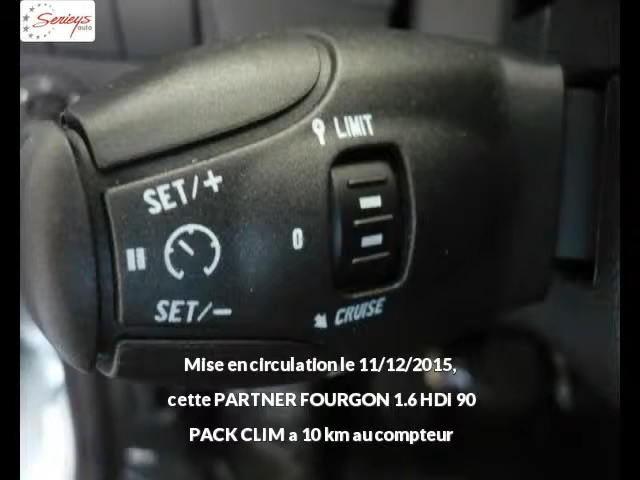 Serieys
auto
LIMIT
SET/+
0
SET/-
CRUISE
Mise en circulation le 11/12/2015,
cette PARTNER FOURGON 1.6 HDI 90
PACK CLIM a 10 km au compteur